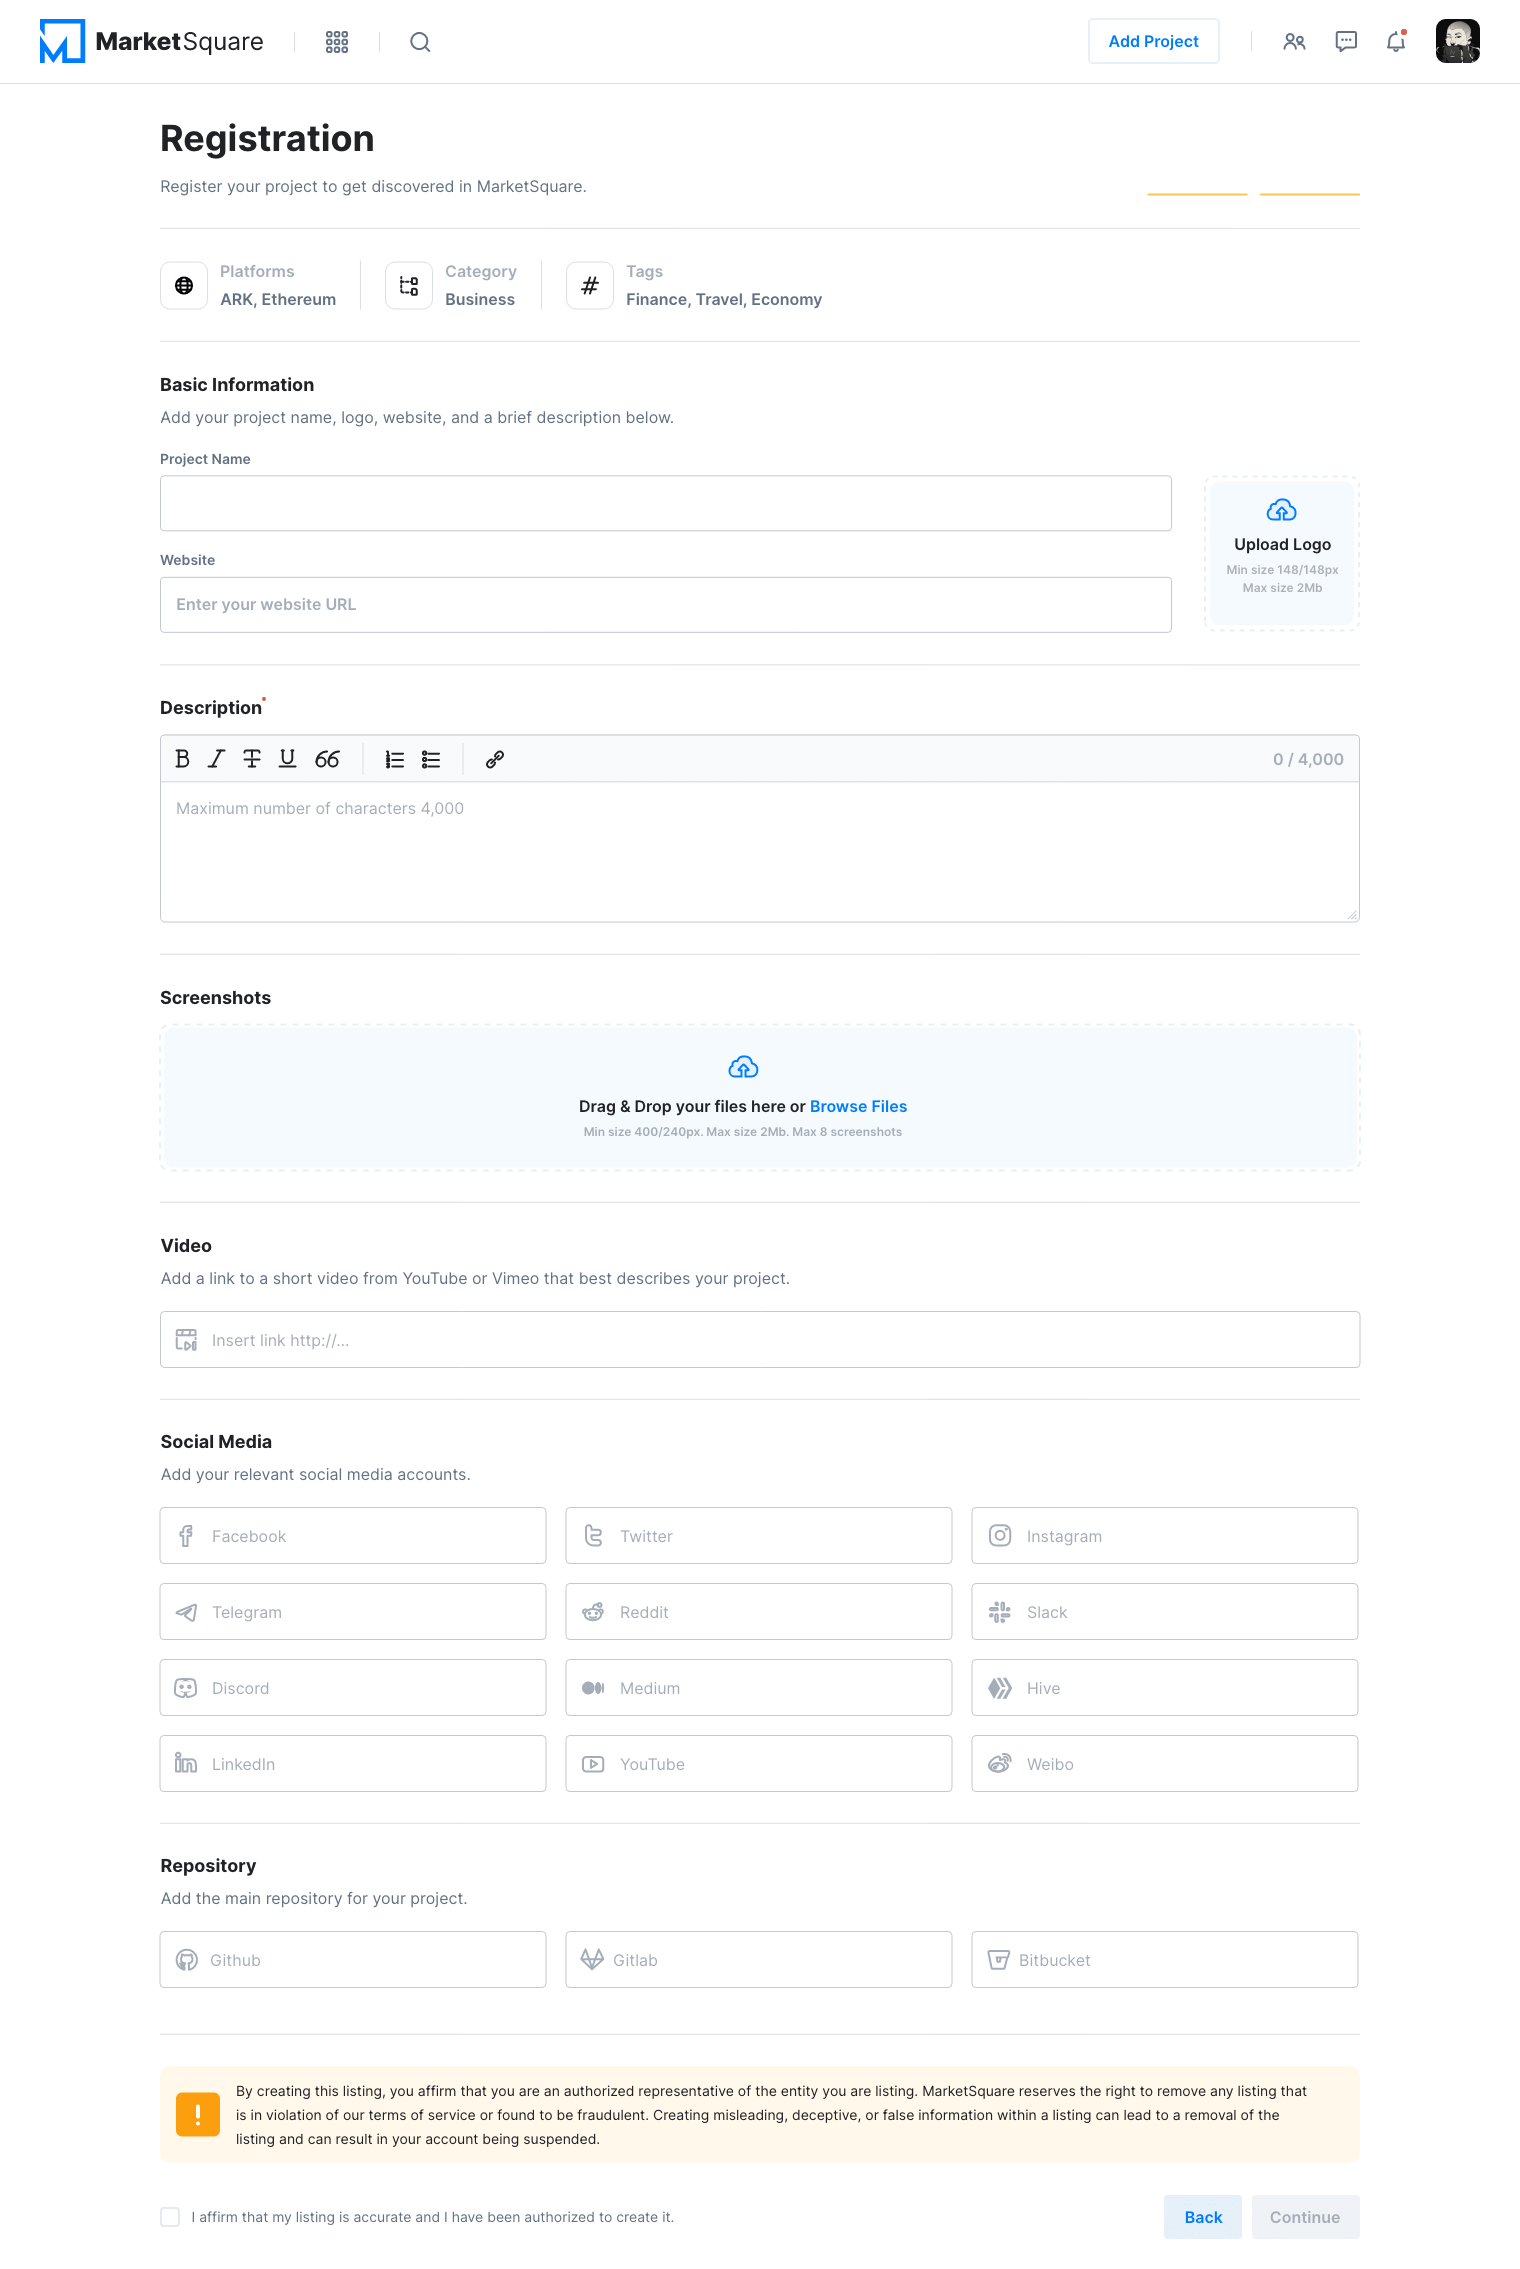 MarketSquare
Add Project
Registration
Register your project to get discovered in MarketSquare.
Platforms
ARK, Ethereum
Category
Business
Tags
Finance, Travel, Economy
Basic Information
Add your project name, logo, website, and a brief description below.
Project Name
Website
Enter your website URL
Upload Logo
Min size 148/148px
Max size 2Mb
Description
0 / 4,000
Maximum number of characters 4,000
Screenshots
Drag & Drop your files here or Browse Files
Min size 400/240px. Max size 2Mb. Max 8 screenshots
Video
Add a link to a short video from YouTube or Vimeo that best describes your project.
Insert link http://...
Social Media
Add your relevant social media accounts.
Facebook
Twitter
Instagram
Telegram
Reddit
Slack
Discord
Medium
Hive
LinkedIn
YouTube
Weibo
Repository
Add the main repository for your project.
Github
Gitlab
Bitbucket
By creating this listing, you affirm that you are an authorized representative of the entity you are listing. MarketSquare reserves the right to remove any listing that
is in violation of our terms of service or found to be fraudulent. Creating misleading, deceptive, or false information within a listing can lead to a removal of the
listing and can result in your account being suspended.
I affirm that my listing is accurate and I have been authorized to create it.
Back
Continue